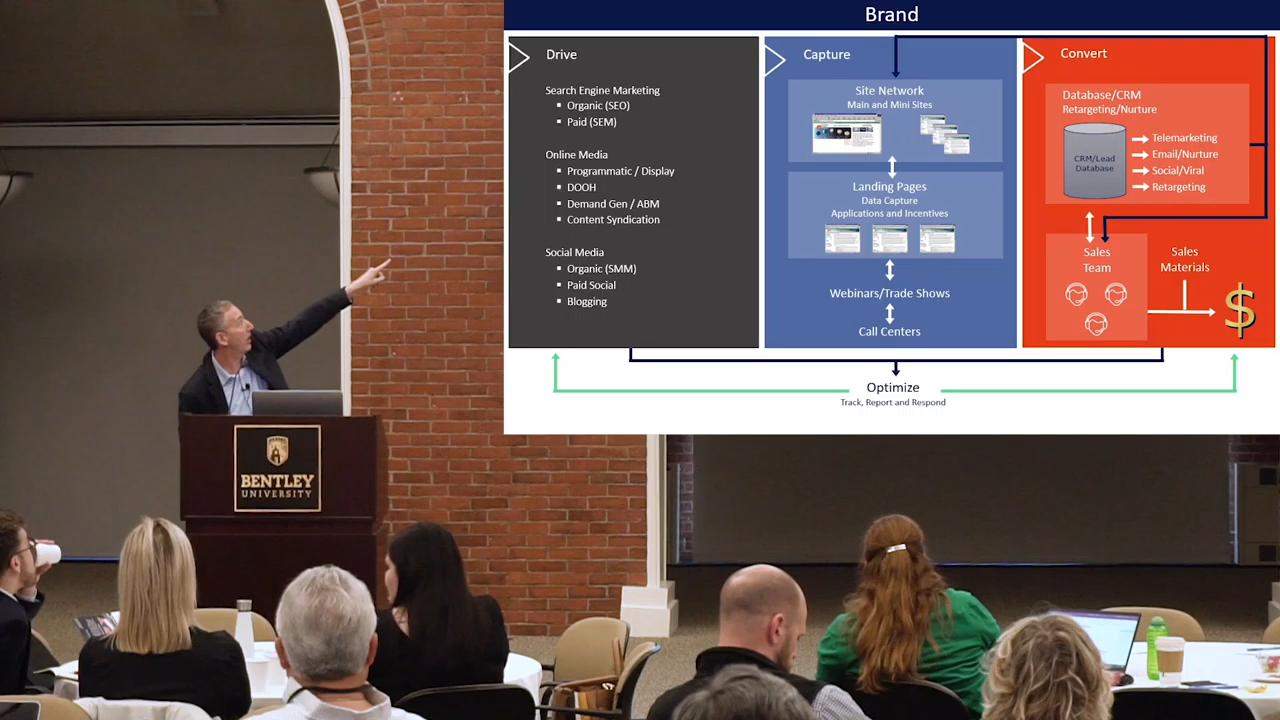 Brand
Drive
Search Engine Marketing
▪ Organic (SEO)
▪ Paid (SEM)
Online Media
▪ Programmatic / Display
▪ DOOH
▪ Demand Gen / ABM
▪ Content Syndication
Social Media
▪ Organic (SMM)
▪ Paid Social
▪ Blogging
Capture
Site Network
Main and Mini Sites
Landing Pages
Data Capture
Applications and Incentives
Webinars/Trade Shows
Call Centers
Convert
Database/CRM
Retargeting/Nurture
CRM/Lead
Database
Telemarketing
Email/Nurture
Social/Viral
Retargeting
Sales
Team
Sales
Materials
$
Optimize
Track, Report and Respond
BENTLEY
UNIVERSITY